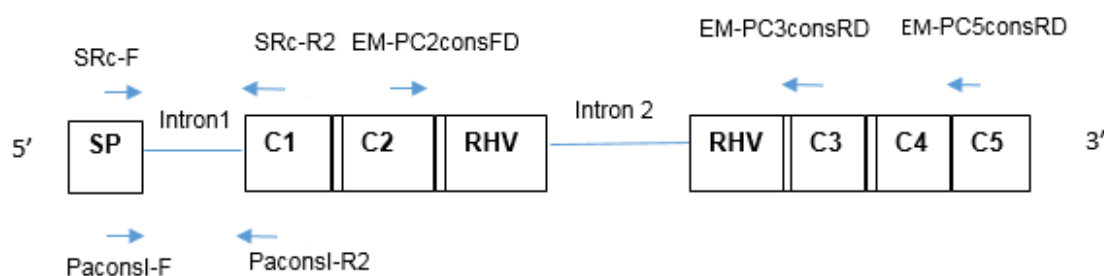 EM-PC3consRD
EM-PC5consRD
SRc-F
SRc-R2
EM-PC2consFD
5′
SP
Intron1
C1
C2
RHV
Intron 2
RHV
C3
C4
C5
3′
PaconsI-F
PaconsI-R2